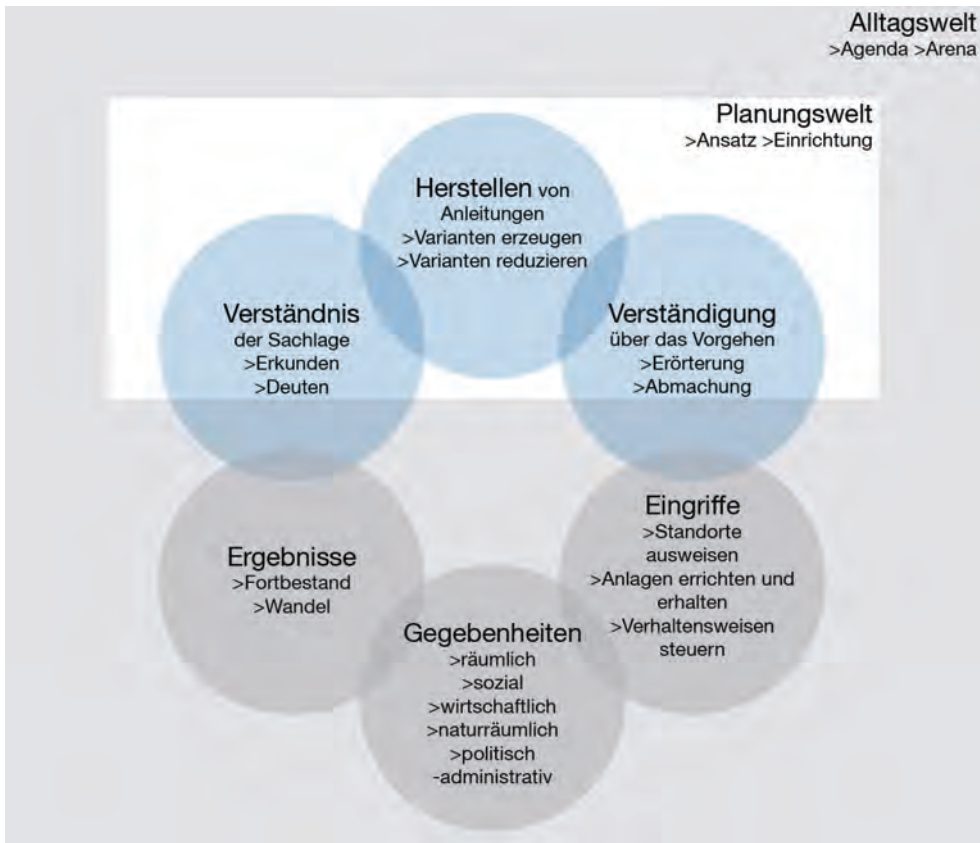 Alltagswelt
>Agenda >Arena
Planungswelt
>Ansatz >Einrichtung
Herstellen von
Anleitungen
>Varianten erzeugen
>Varianten reduzieren
Verständnis
der Sachlage
>Erkunden
>Deuten
Verständigung
über das Vorgehen
>Erörterung
>Abmachung
Ergebnisse
>Fortbestand
>Wandel
Gegebenheiten
>räumlich
>sozial
>wirtschaftlich
>naturräumlich
>politisch
-administrativ
Eingriffe
>Standorte
ausweisen
>Anlagen errichten und
erhalten
>Verhaltensweisen
steuern